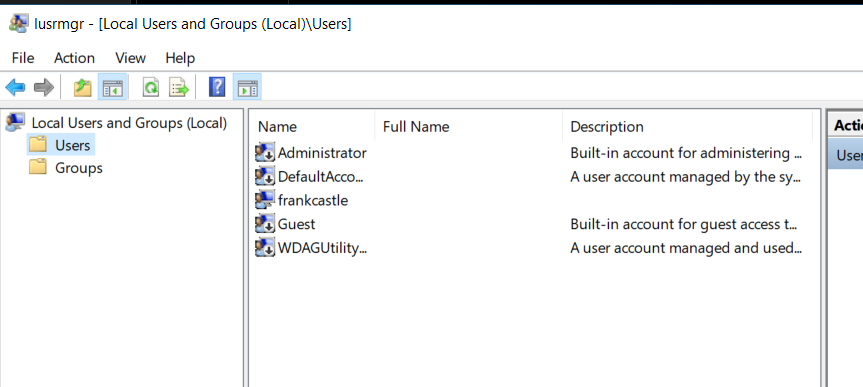 lusrmgr - [Local Users and Groups (Local)\Users]
File Action View Help
Local Users and Groups (Local)
Users
Groups
Name Full Name Description
Administrator Built-in account for administering ...
DefaultAcco... A user account managed by the sy...
frankcastle
Guest Built-in account for guest access t...
WDAGUtility... A user account managed and used...
Acti
User